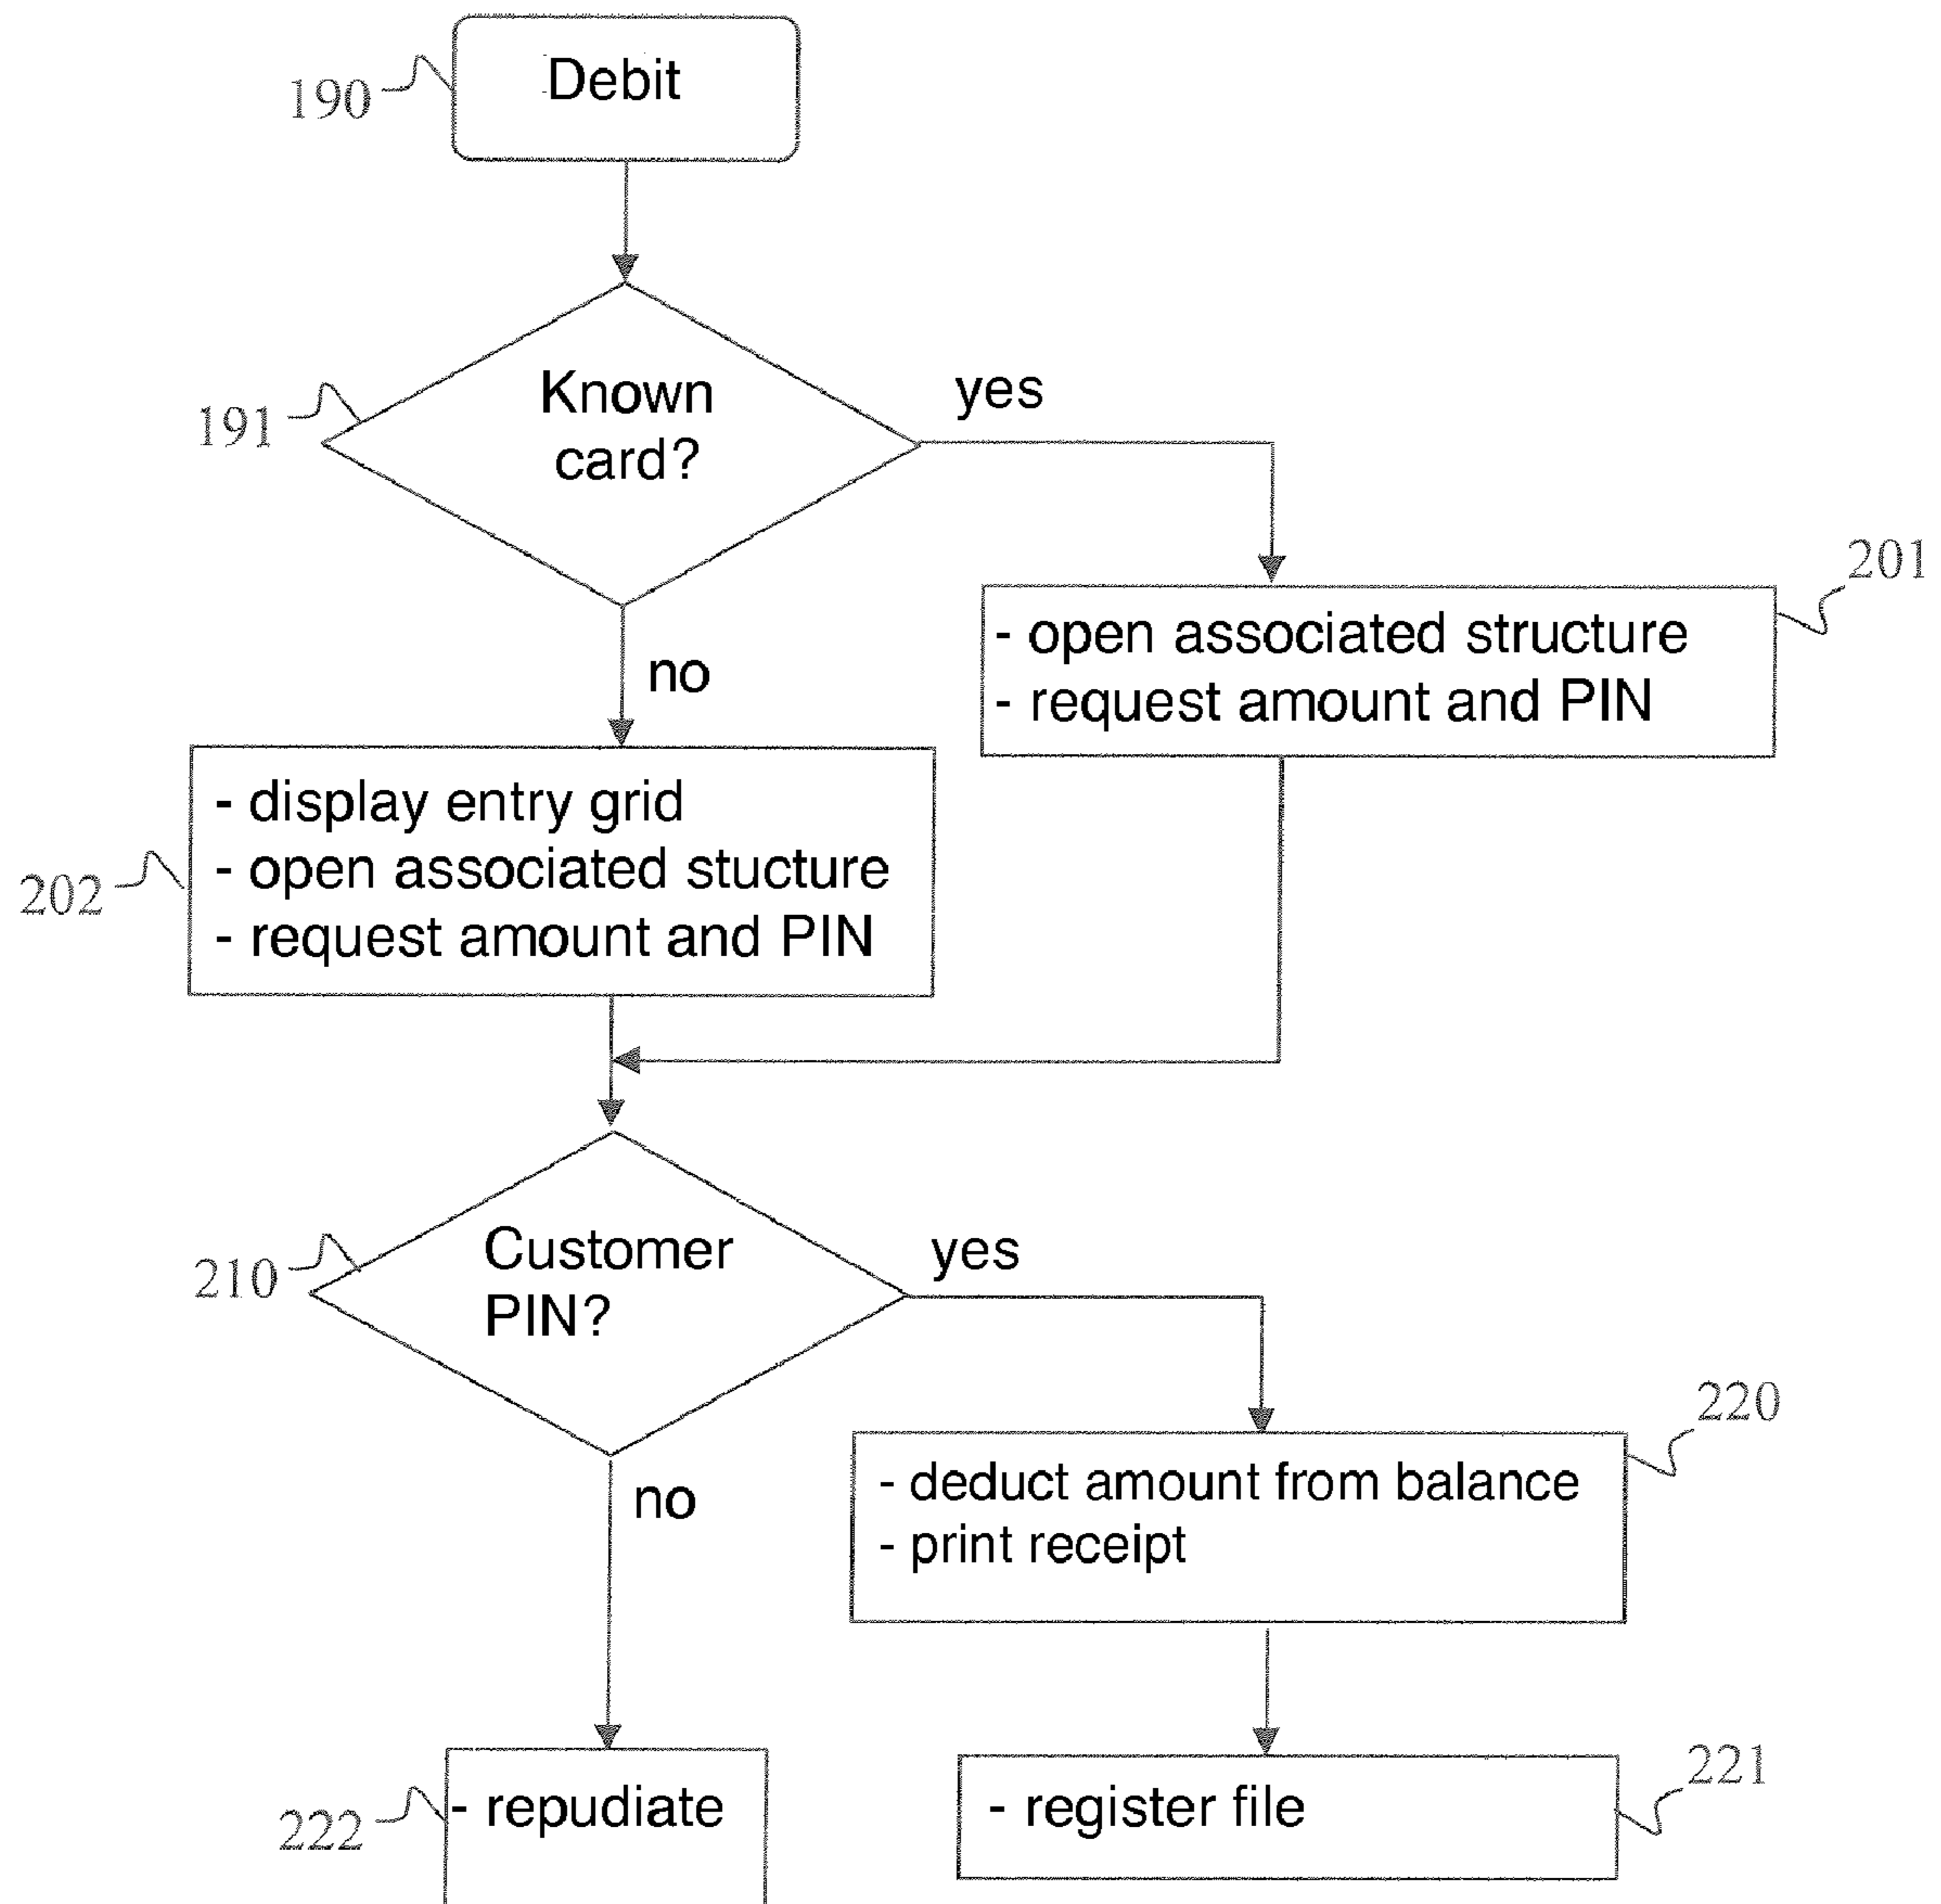 Debit
190
Known
card?
191
yes
no
201
- open associated structure
- request amount and PIN
202
- display entry grid
- open associated stucture
- request amount and PIN
210
Customer
PIN?
yes
no
220
- deduct amount from balance
- print receipt
222
- repudiate
221
- register file